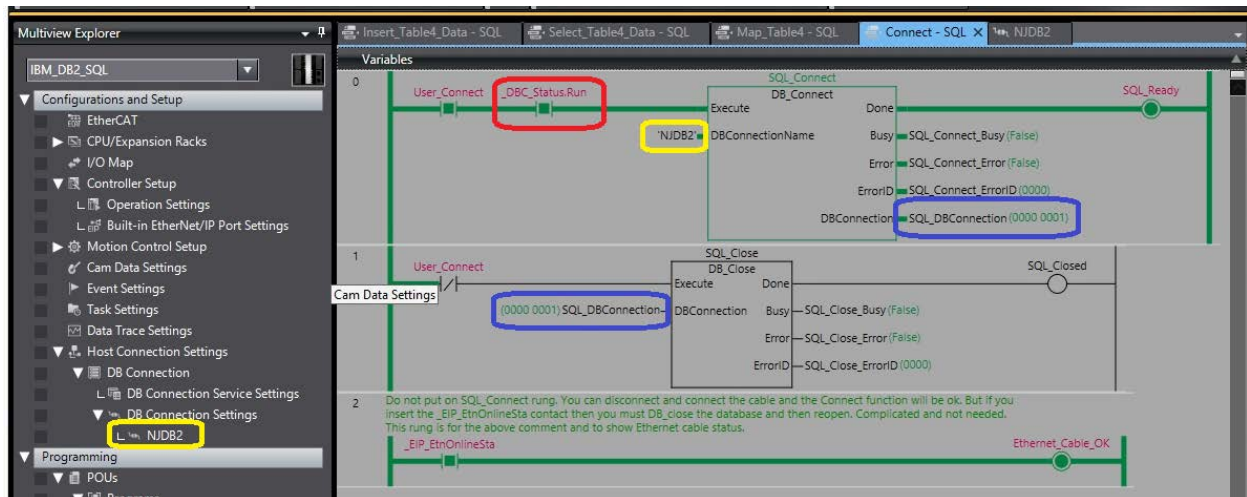 Multiview Explorer
IBM_DB2_SQL
Configurations and Setup
EtherCAT
CPU/Expansion Racks
I/O Map
Controller Setup
Operation Settings
Built-in EtherNet/IP Port Settings
Motion Control Setup
Cam Data Settings
Event Settings
Task Settings
Data Trace Settings
Host Connection Settings
DB Connection
DB Connection Service Settings
DB Connection Settings
NJDB2
Programming
POUs
Programs
Insert_Table4_Data - SQL
Select_Table4_Data - SQL
Map_Table4 - SQL
Connect - SQL
NJDB2
Variables
0
User_Connect
_DBC_Status.Run
SQL_Connect
DB_Connect
SQL_Ready
Execute Done
'NJDB2' DBConnectionName Busy SQL_Connect_Busy (False)
Error SQL_Connect_Error (False)
ErrorID SQL_Connect_ErrorID (0000)
DBConnection SQL_DBConnection (0000 0001)
1
User_Connect
SQL_Close
DB_Close
SQL_Closed
Execute Done
Cam Data Settings
(0000 0001) SQL_DBConnection DBConnection Busy SQL_Close_Busy (False)
Error SQL_Close_Error (False)
ErrorID SQL_Close_ErrorID (0000)
2
Do not put on SQL_Connect rung. You can disconnect and connect the cable and the Connect function will be ok. But if you
insert the _EIP_EtnOnlineSta contact then you must DB_close the database and then reopen. Complicated and not needed.
This rung is for the above comment and to show Ethernet cable status.
_EIP_EtnOnlineSta
Ethernet_Cable_OK